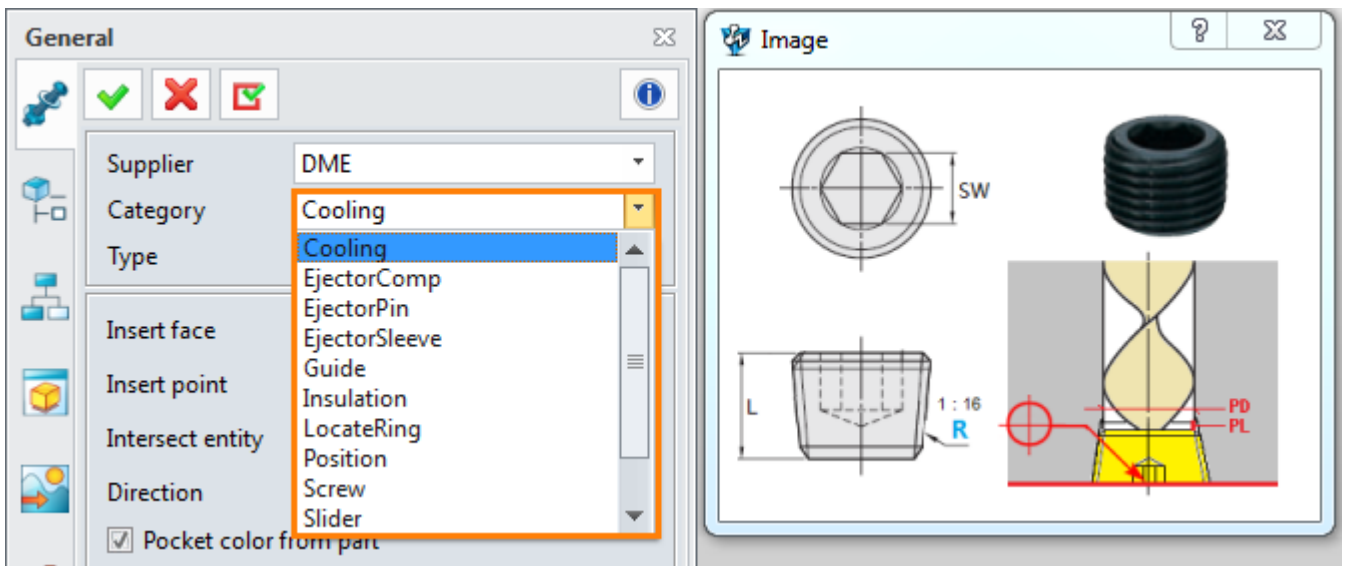 General
Supplier DME
Category Cooling
Type
Cooling
EjectorComp
EjectorPin
EjectorSleeve
Guide
Insulation
LocateRing
Position
Screw
Slider
Insert face
Insert point
Intersect entity
Direction
Pocket color from part
Image
?
SW
L
1 : 16
R
PD
PL